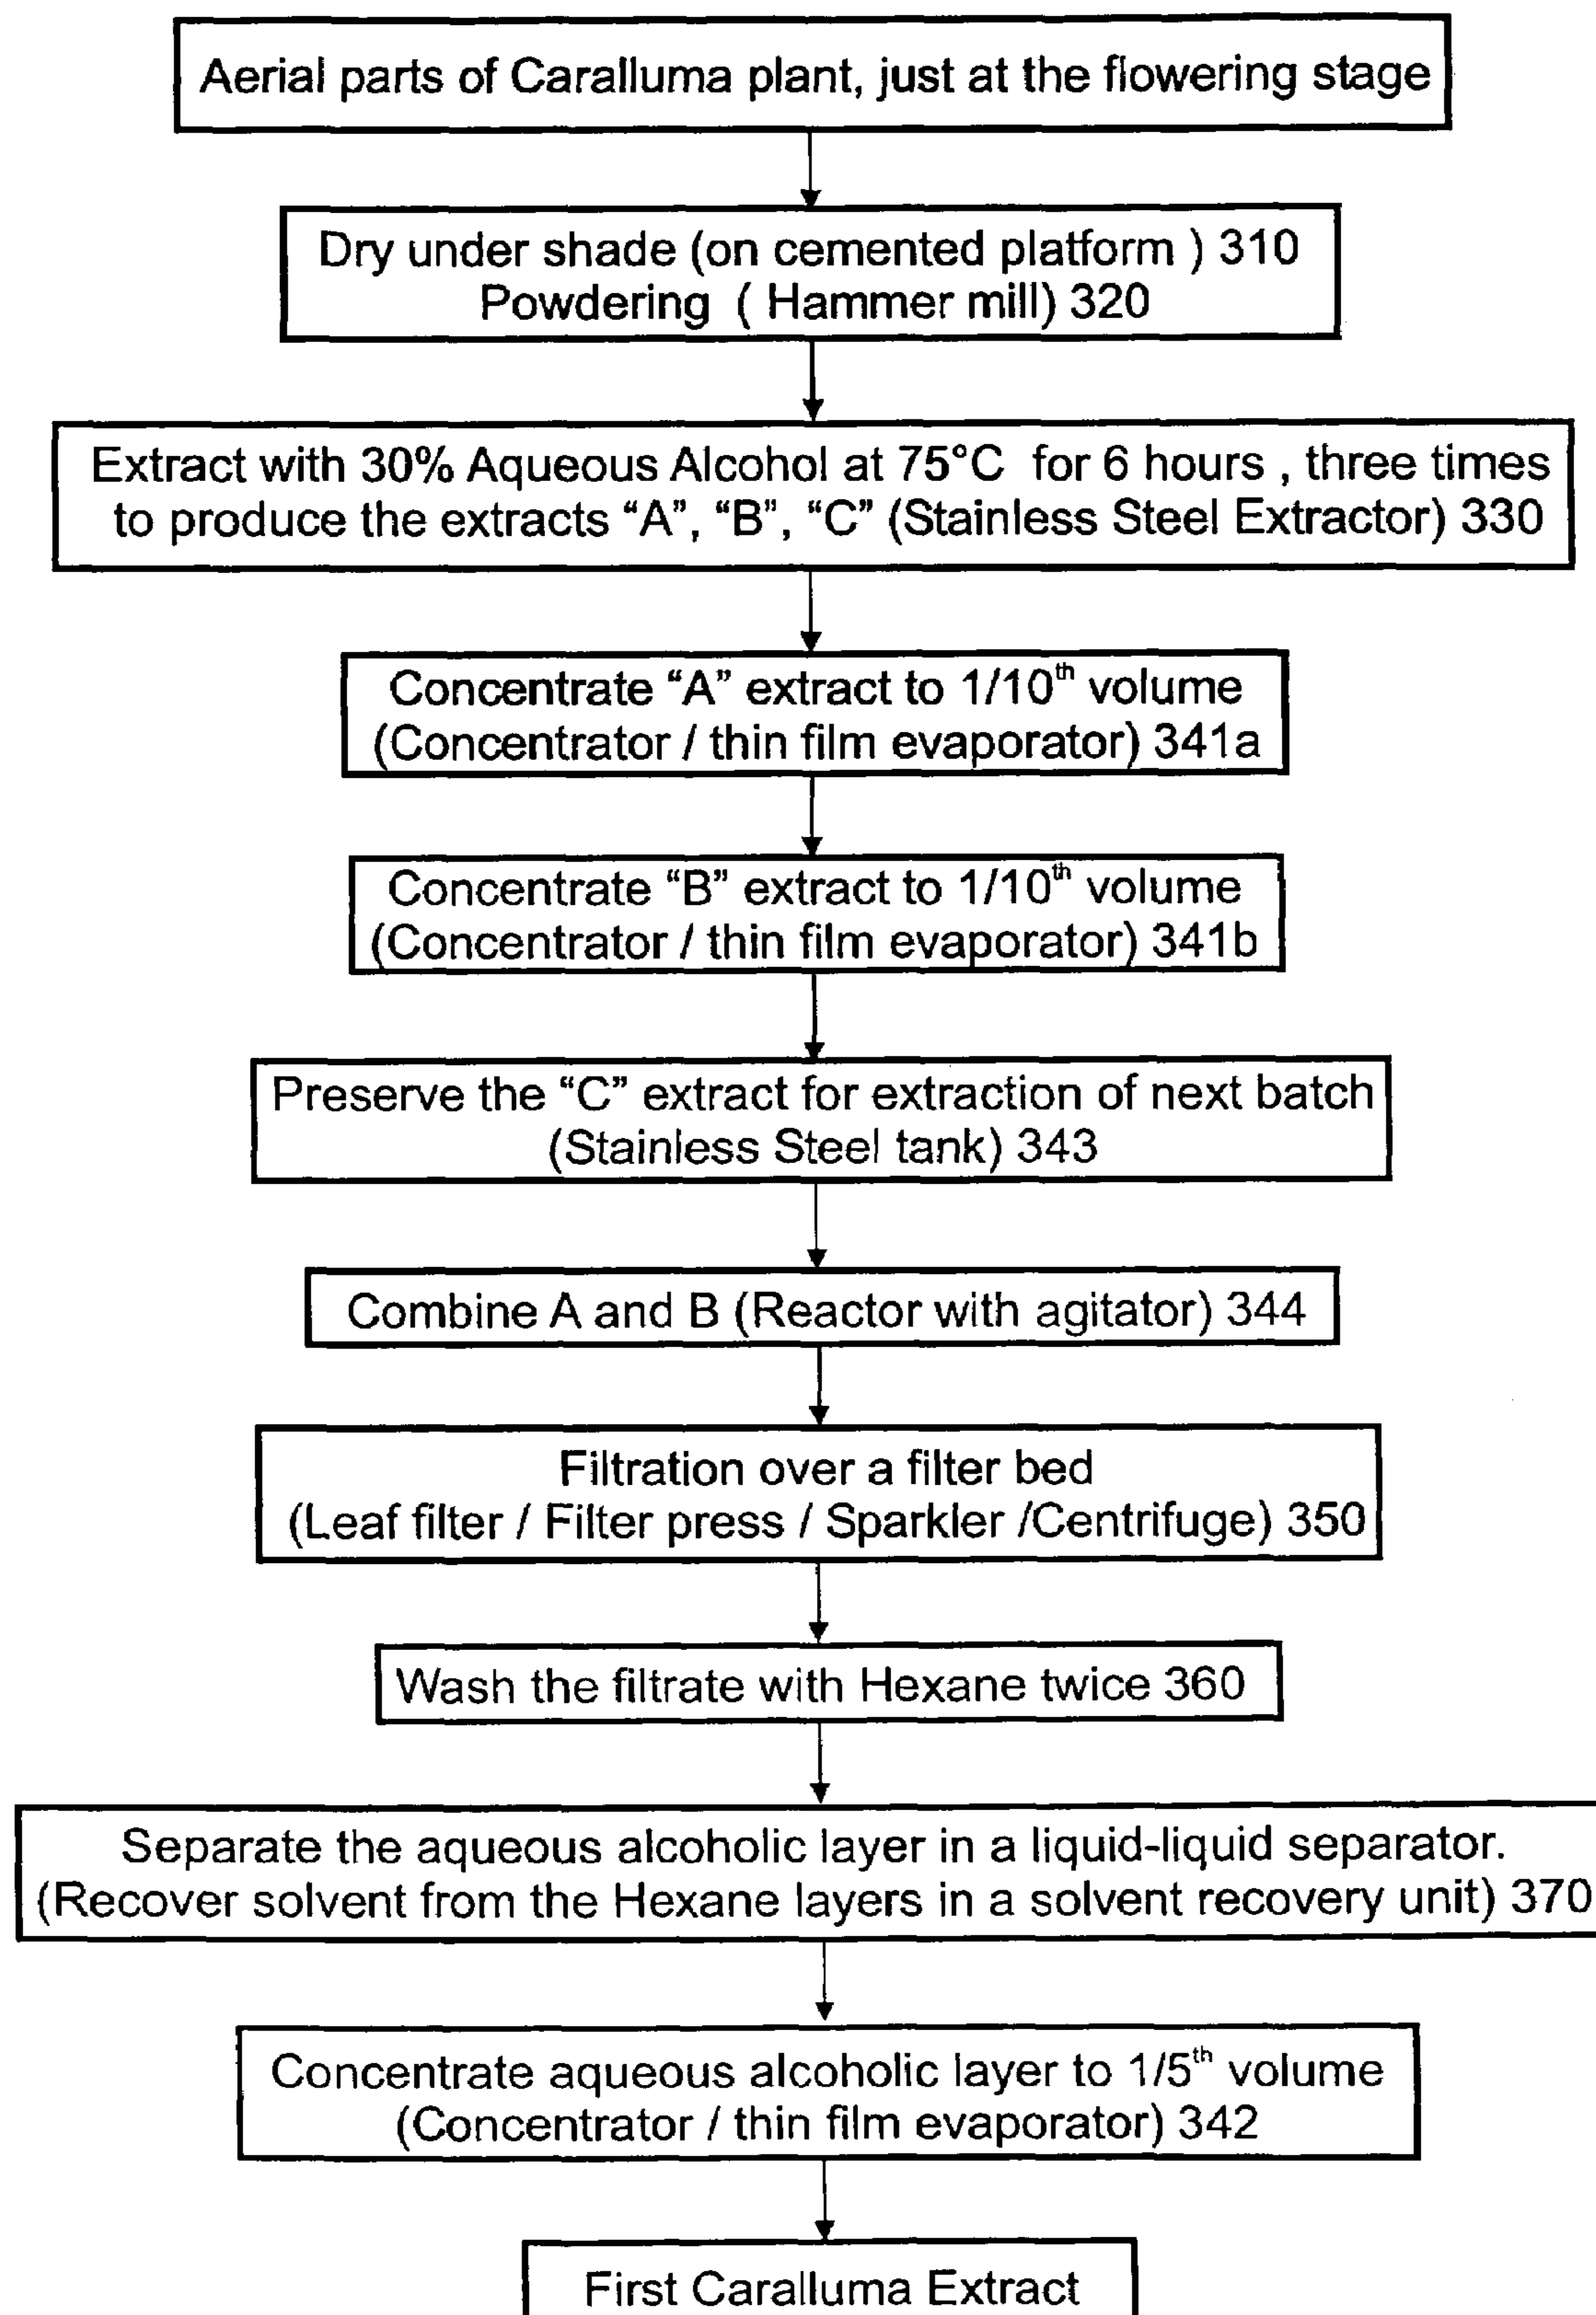 Aerial parts of Caralluma plant, just at the flowering stage
Dry under shade (on cemented platform ) 310
Powdering ( Hammer mill) 320
Extract with 30% Aqueous Alcohol at 75°C for 6 hours , three times
to produce the extracts “A”, “B”, “C” (Stainless Steel Extractor) 330
Concentrate “A” extract to 1/10th volume
(Concentrator / thin film evaporator) 341a
Concentrate “B” extract to 1/10th volume
(Concentrator / thin film evaporator) 341b
Preserve the “C” extract for extraction of next batch
(Stainless Steel tank) 343
Combine A and B (Reactor with agitator) 344
Filtration over a filter bed
(Leaf filter / Filter press / Sparkler /Centrifuge) 350
Wash the filtrate with Hexane twice 360
Separate the aqueous alcoholic layer in a liquid-liquid separator.
(Recover solvent from the Hexane layers in a solvent recovery unit) 370
Concentrate aqueous alcoholic layer to 1/5th volume
(Concentrator / thin film evaporator) 342
First Caralluma Extract